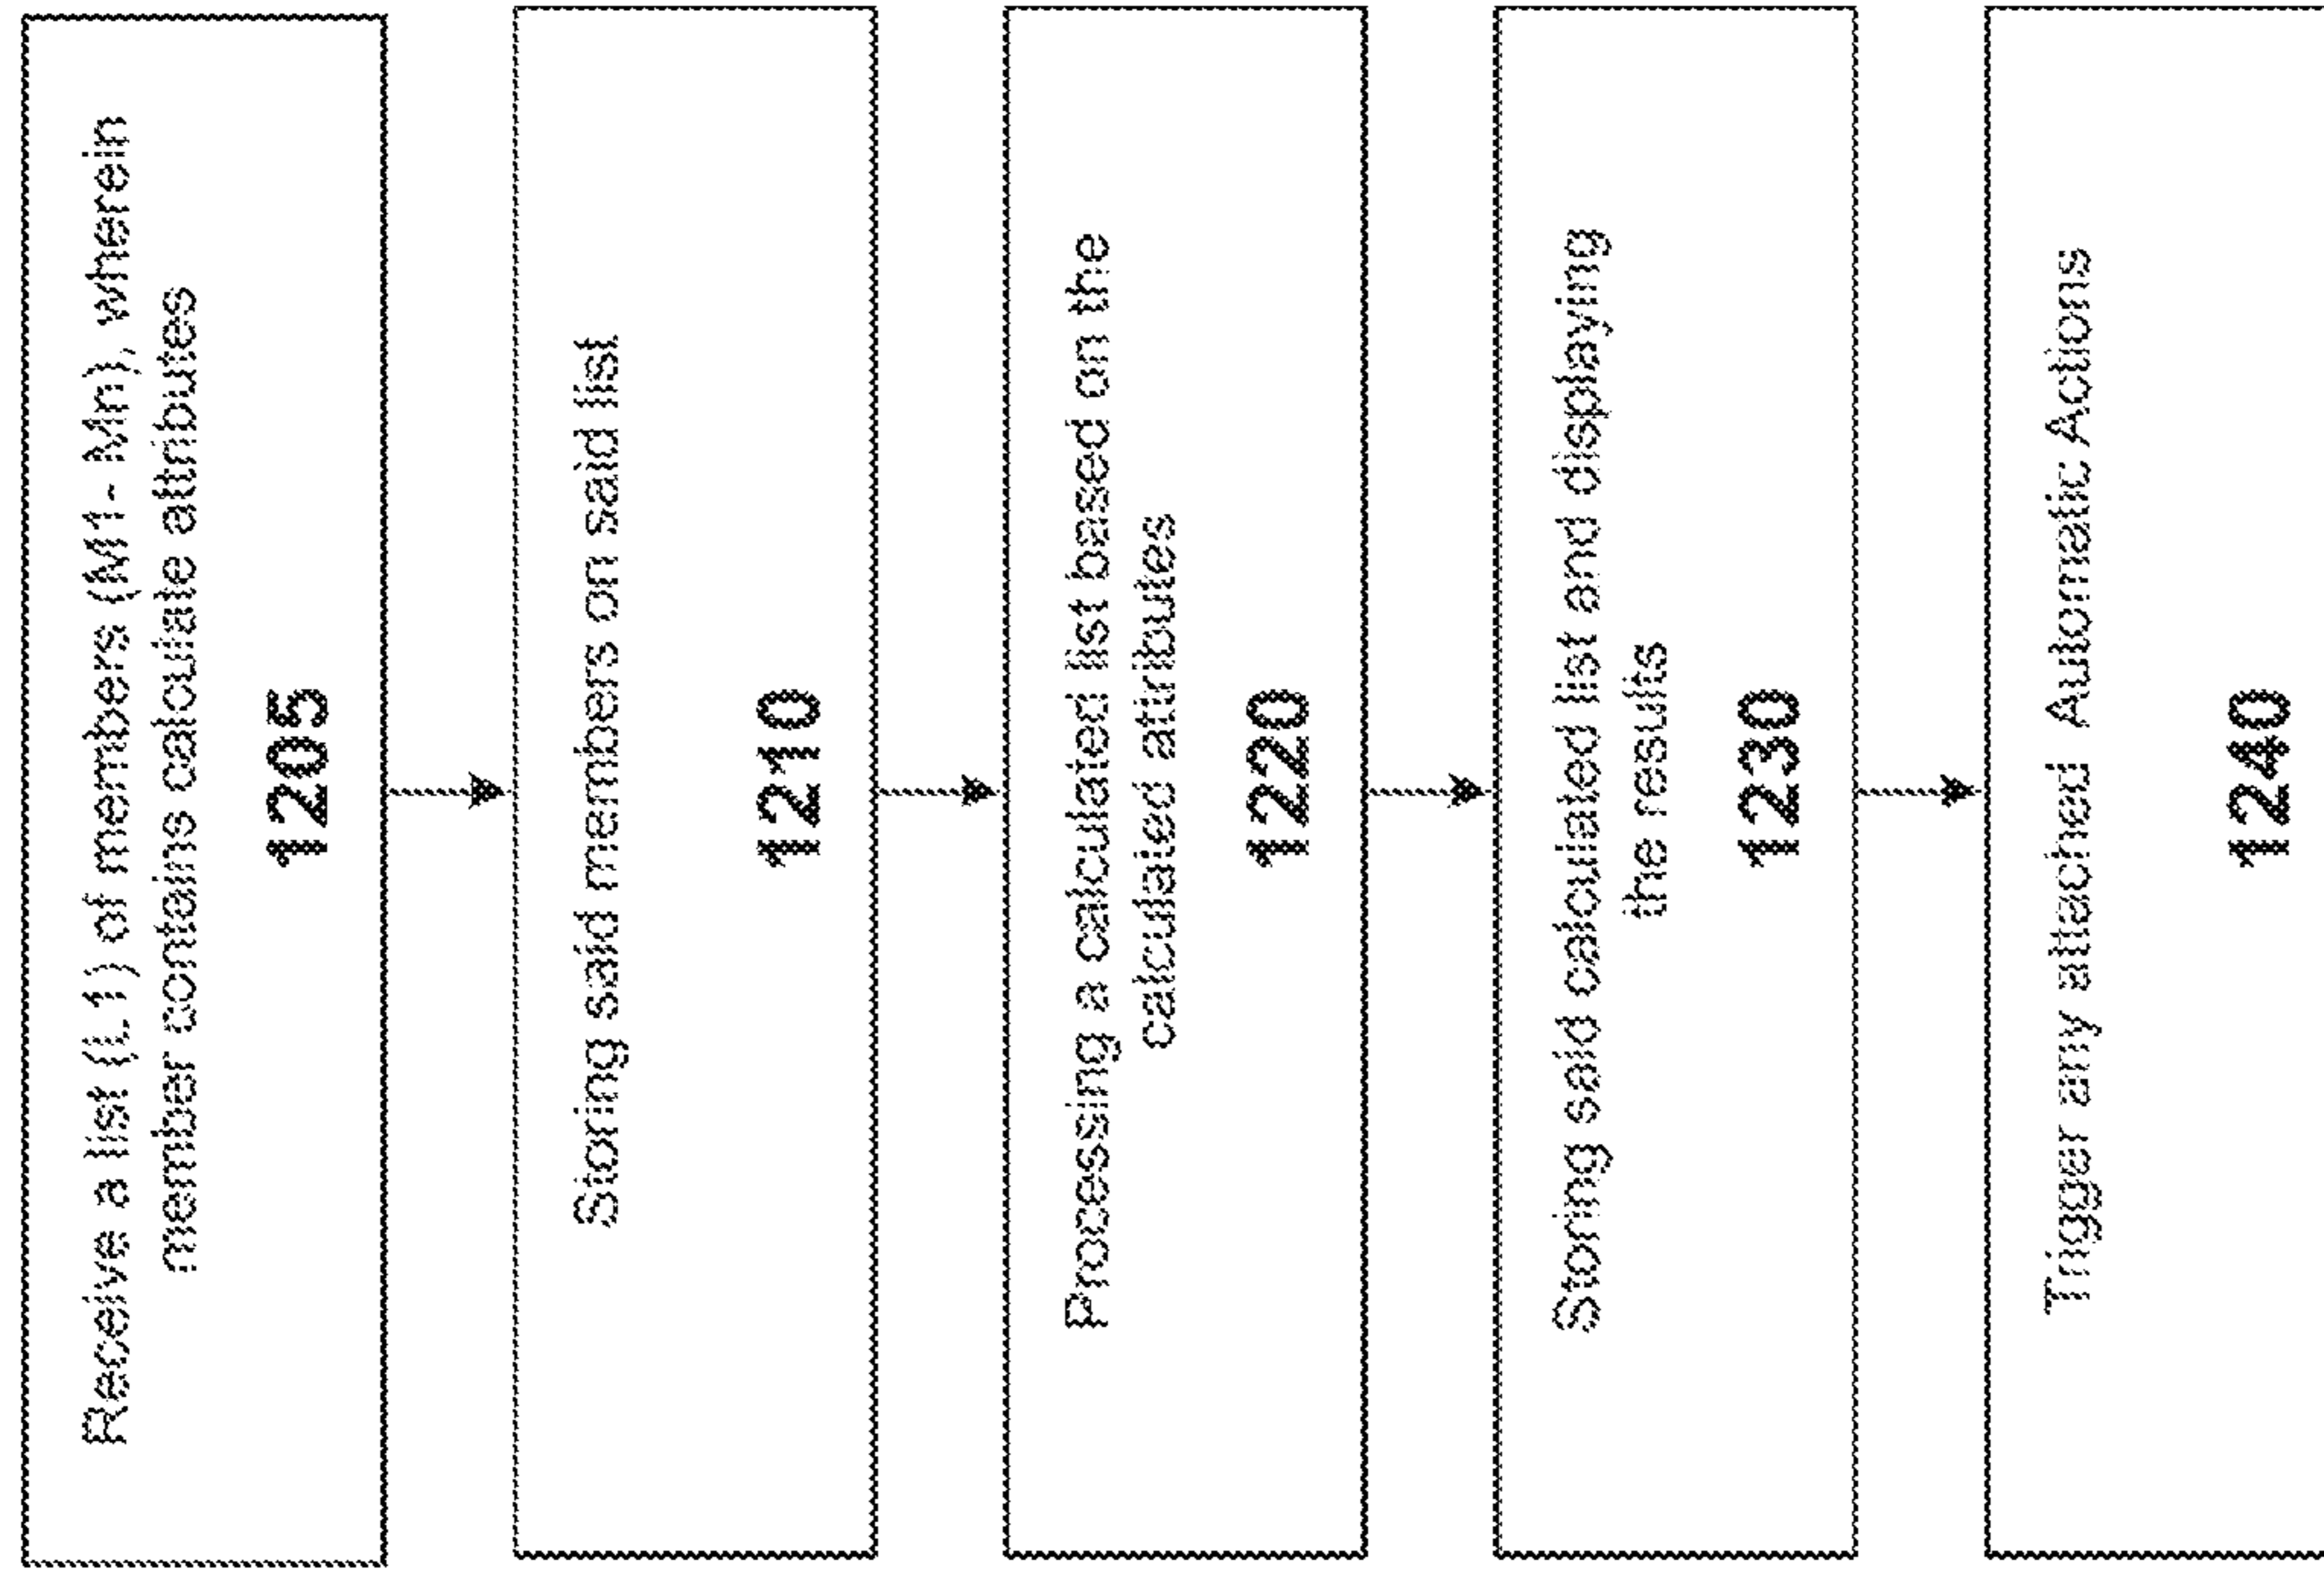 Receive a list (L1) of members (M1- Mn), wherein
member contains calculate attributes
1205
Storing said members on said list
1210
Processing a calculated list based on the
calculated attributes
1220
Storing said calculated list and displaying
the results
1230
Trigger any attached Automatic Actions
1240